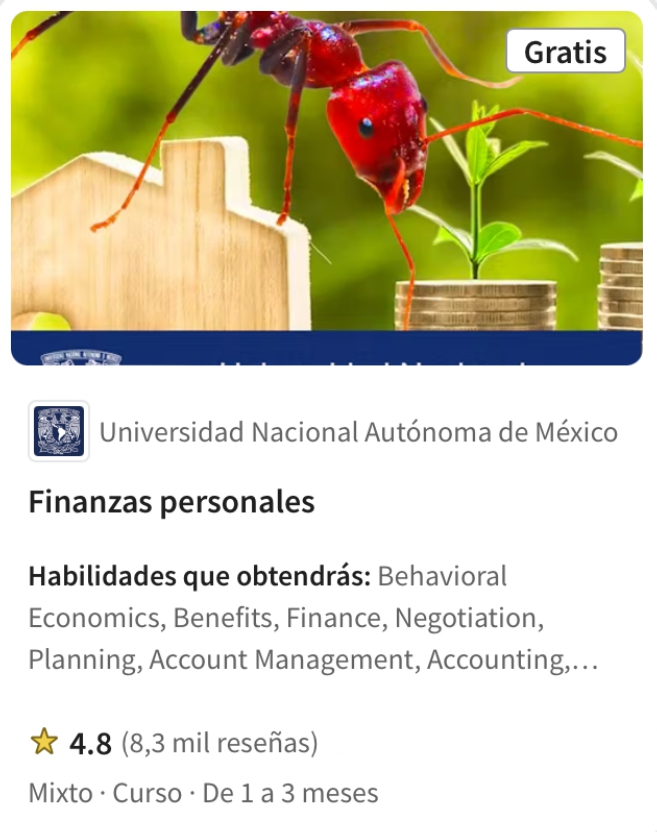 Gratis
Universidad Nacional Autónoma de México
Finanzas personales
Habilidades que obtendrás: Behavioral
Economics, Benefits, Finance, Negotiation,
Planning, Account Management, Accounting,...
4.8 (8,3 mil reseñas)
Mixto · Curso · De 1 a 3 meses